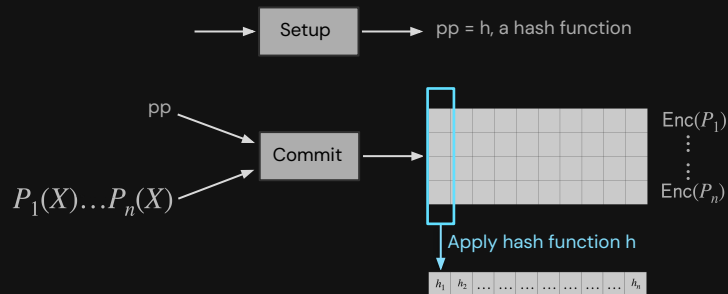 Setup
pp = h, a hash function
pp
Commit
P₁(X)…Pₙ(X)
Enc(P₁)
⋮
⋮
Enc(Pₙ)
Apply hash function h
h₁ h₂ … … … … … … … hₙ